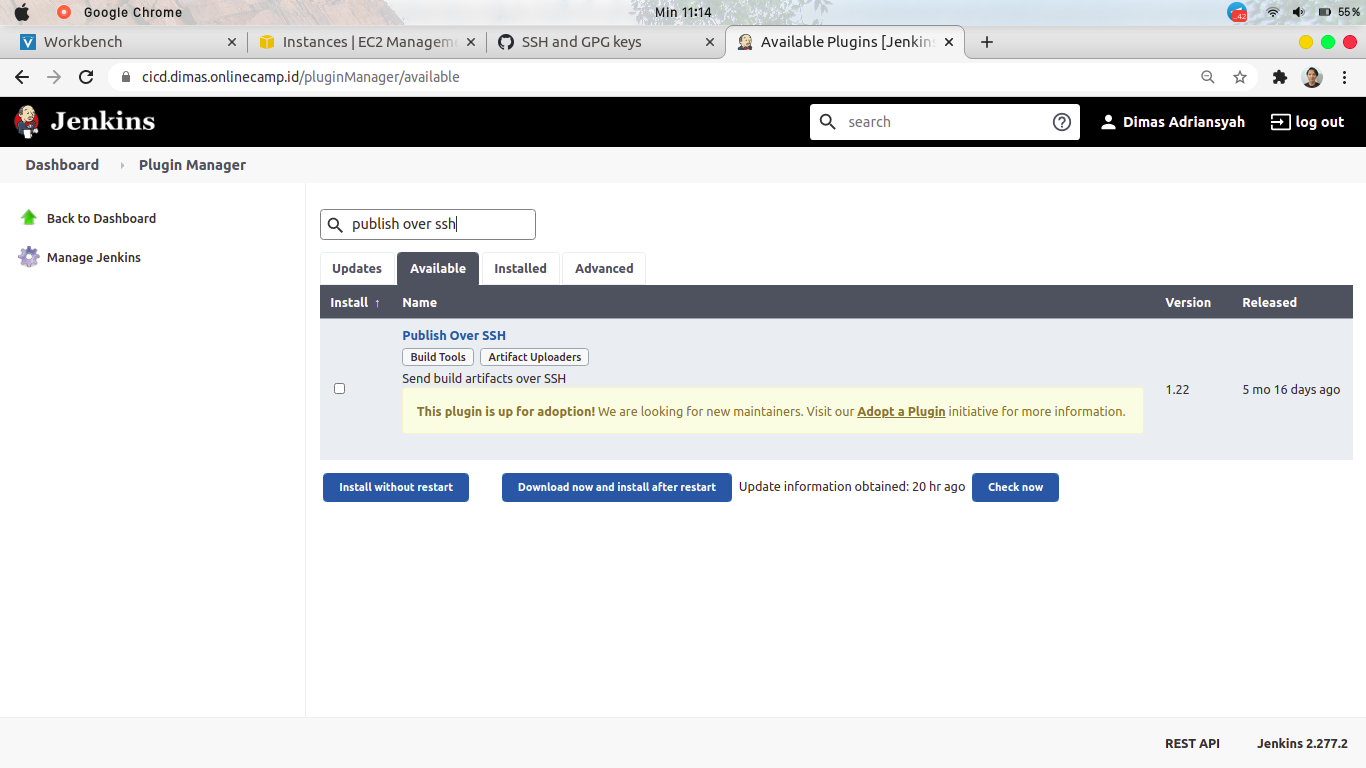 Google Chrome
Min 11:14
42
55%
Workbench
Instances | EC2 Managem
SSH and GPG keys
Available Plugins [Jenkins
cicd.dimas.onlinecamp.id/pluginManager/available
Jenkins
search
Dimas Adriansyah
log out
Dashboard
Plugin Manager
Back to Dashboard
Manage Jenkins
publish over ssh
Updates
Available
Installed
Advanced
Install ↑
Name
Version
Released
Publish Over SSH
Build Tools
Artifact Uploaders
Send build artifacts over SSH
This plugin is up for adoption! We are looking for new maintainers. Visit our Adopt a Plugin initiative for more information.
1.22
5 mo 16 days ago
Install without restart
Download now and install after restart
Update information obtained: 20 hr ago
Check now
REST API
Jenkins 2.277.2